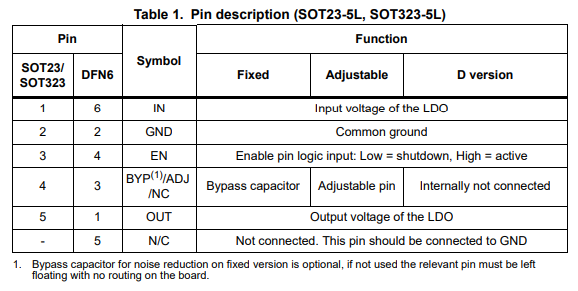 Table 1. Pin description (SOT23-5L, SOT323-5L)
Pin Symbol Function
SOT23/SOT323 DFN6 Fixed Adjustable D version
1 6 IN Input voltage of the LDO
2 2 GND Common ground
3 4 EN Enable pin logic input: Low = shutdown, High = active
4 3 BYP(1)/ADJ/NC Bypass capacitor Adjustable pin Internally not connected
5 1 OUT Output voltage of the LDO
- 5 N/C Not connected. This pin should be connected to GND
1. Bypass capacitor for noise reduction on fixed version is optional, if not used the relevant pin must be left
floating with no routing on the board.